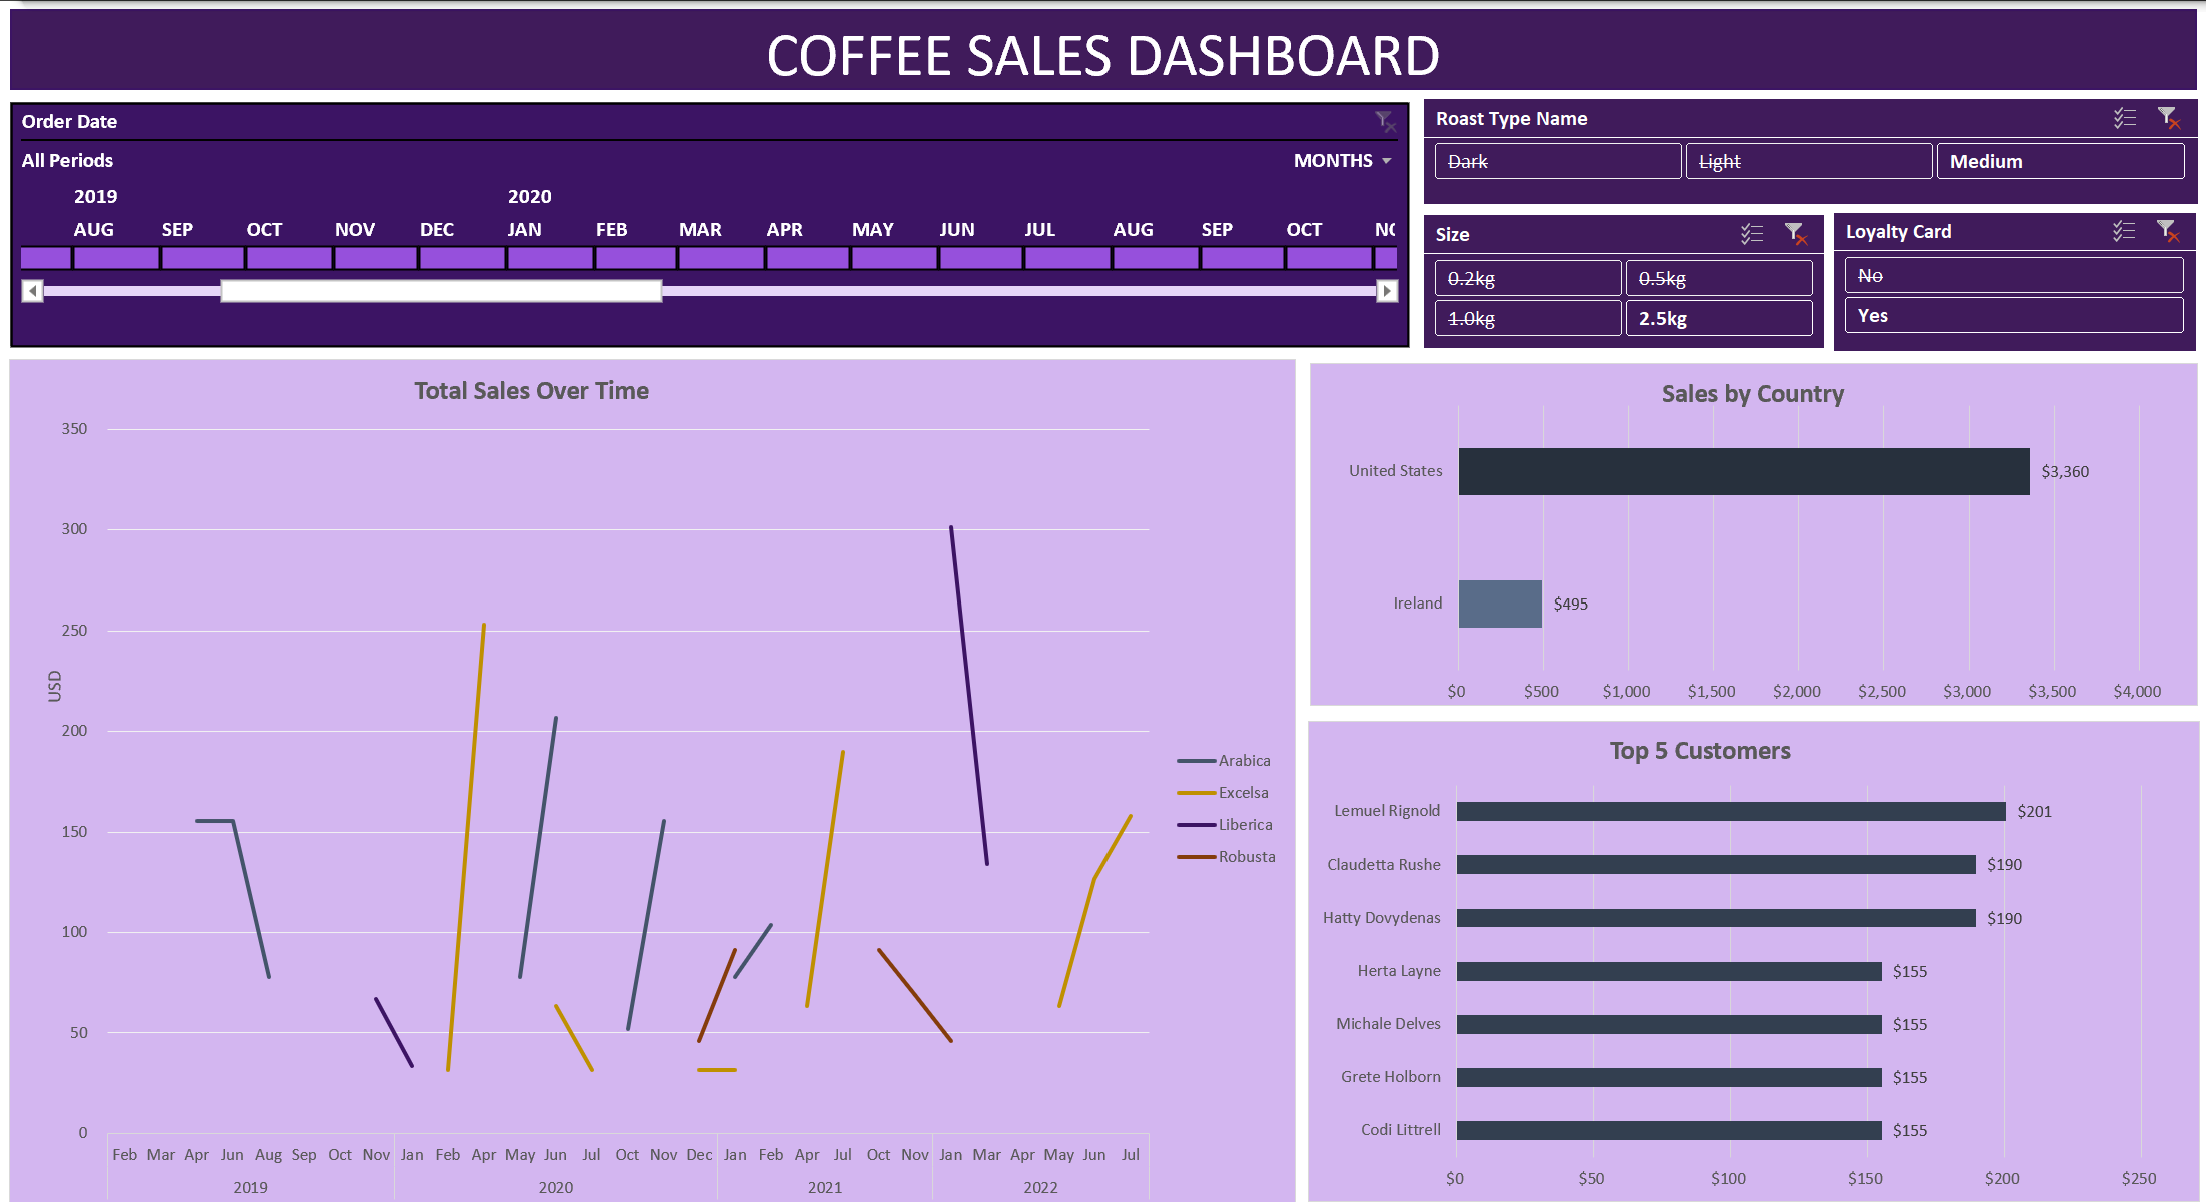 COFFEE SALES DASHBOARD
Order Date
All Periods
MONTHS
2019 2020
AUG SEP OCT NOV DEC JAN FEB MAR APR MAY JUN JUL AUG SEP OCT NC
Roast Type Name
Dark Light Medium
Size
0.2kg 0.5kg
1.0kg 2.5kg
Loyalty Card
No
Yes
Total Sales Over Time
350
300
250
200
150
100
50
0
USD
Feb Mar Apr Jun Aug Sep Oct Nov Jan Feb Apr May Jun Jul Oct Nov Dec Jan Feb Apr Jul Oct Nov Jan Mar Apr May Jun Jul
2019 2020 2021 2022
Arabica
Excelsa
Liberica
Robusta
Sales by Country
United States $3,360
Ireland $495
$0 $500 $1,000 $1,500 $2,000 $2,500 $3,000 $3,500 $4,000
Top 5 Customers
Lemuel Rignold $201
Claudetta Rushe $190
Hatty Dovydenas $190
Herta Layne $155
Michale Delves $155
Grete Holborn $155
Codi Littrell $155
$0 $50 $100 $150 $200 $250